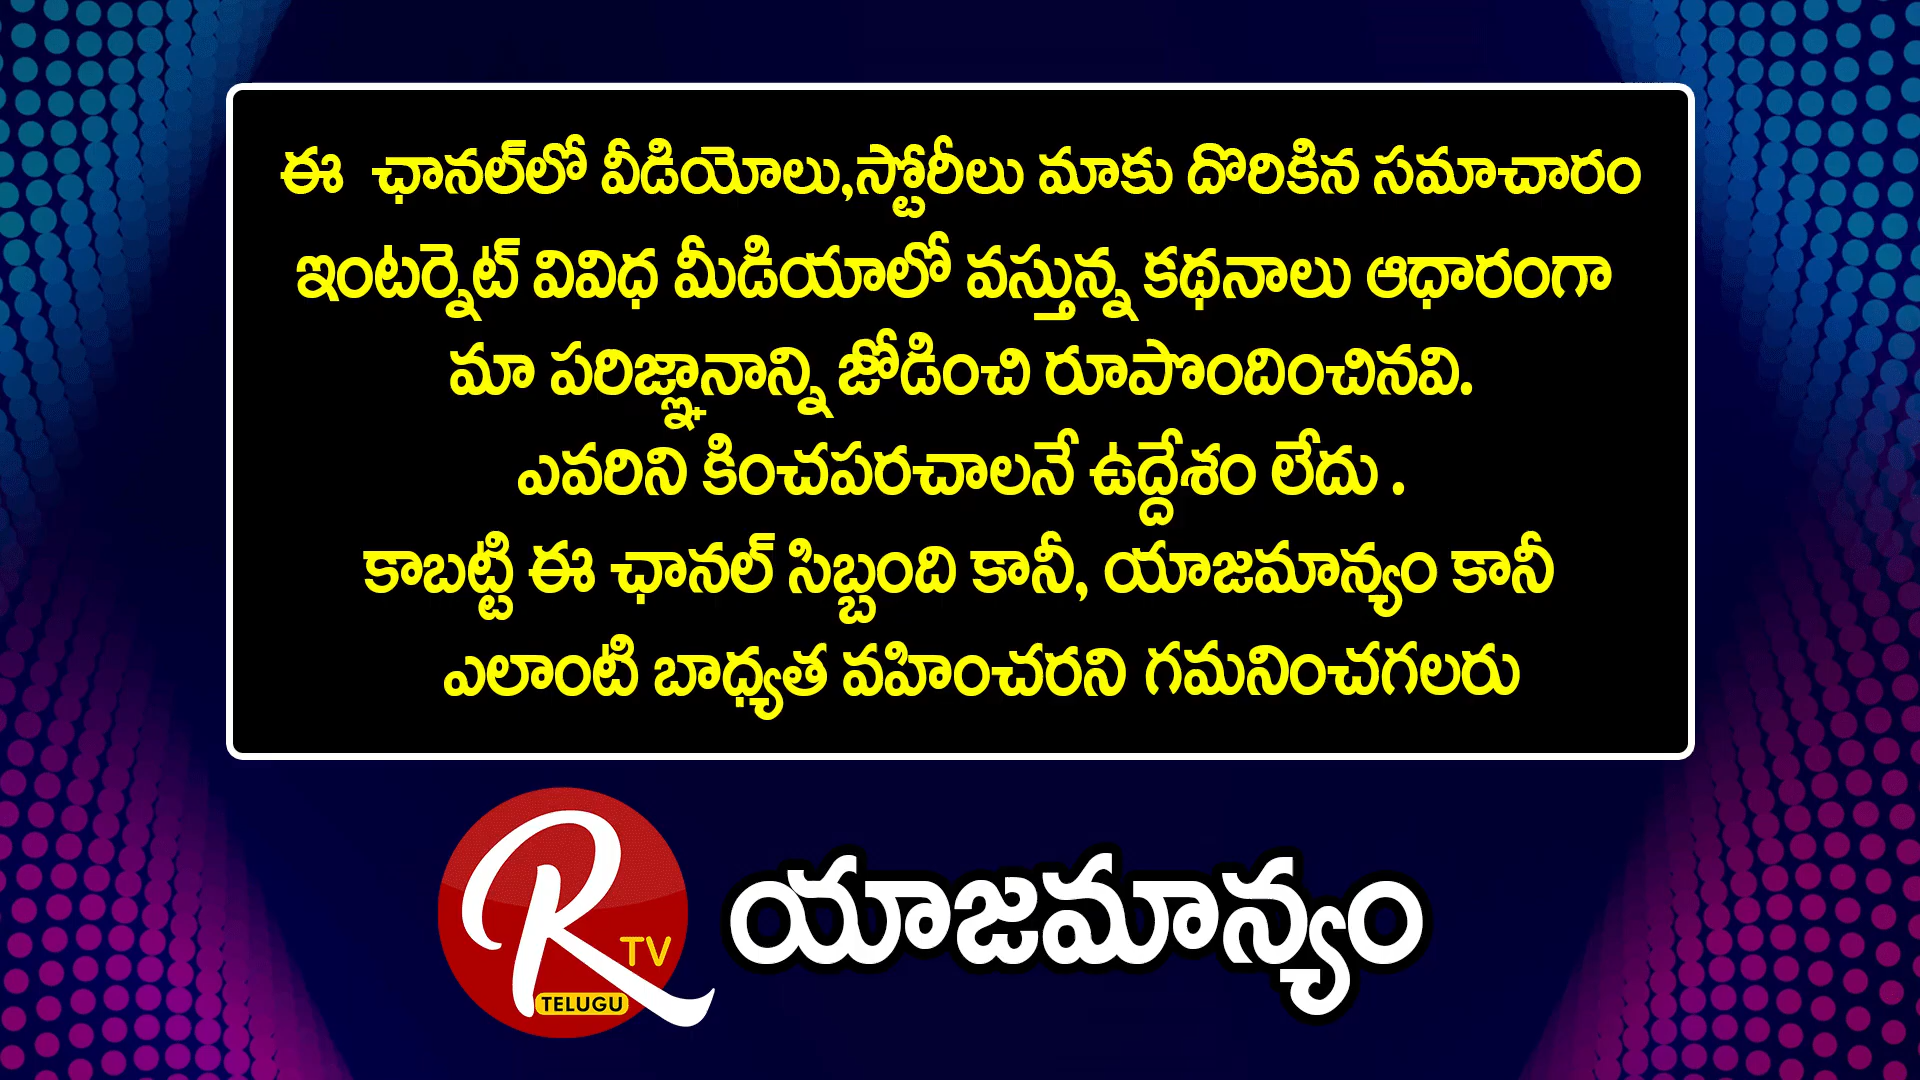 ఈ ఛానల్‌లో వీడియోలు,స్టోరీలు మాకు దొరికిన సమాచారం
ఇంటర్నెట్ వివిధ మీడియాలో వస్తున్న కథనాలు ఆధారంగా
మా పరిజ్ఞానాన్ని జోడించి రూపొందించినవి.
ఎవరిని కించపరచాలనే ఉద్దేశం లేదు .
కాబట్టి ఈ ఛానల్ సిబ్బంది కానీ, యాజమాన్యం కానీ
ఎలాంటి బాధ్యత వహించరని గమనించగలరు
R TV
TELUGU
యాజమాన్యం